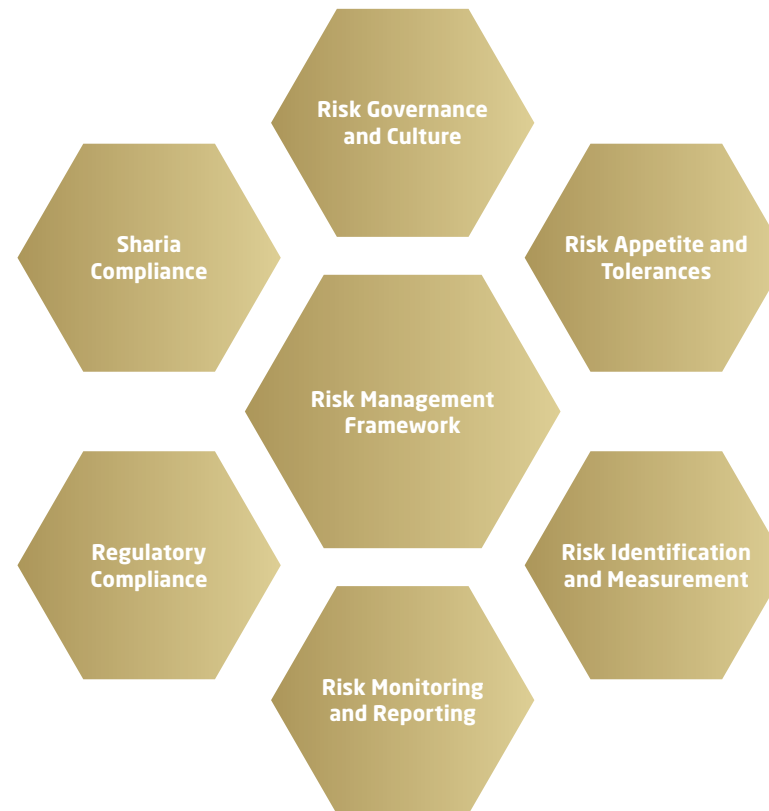 Risk Governance
and Culture
Sharia
Compliance
Risk Appetite and
Tolerances
Risk Management
Framework
Regulatory
Compliance
Risk Identification
and Measurement
Risk Monitoring
and Reporting